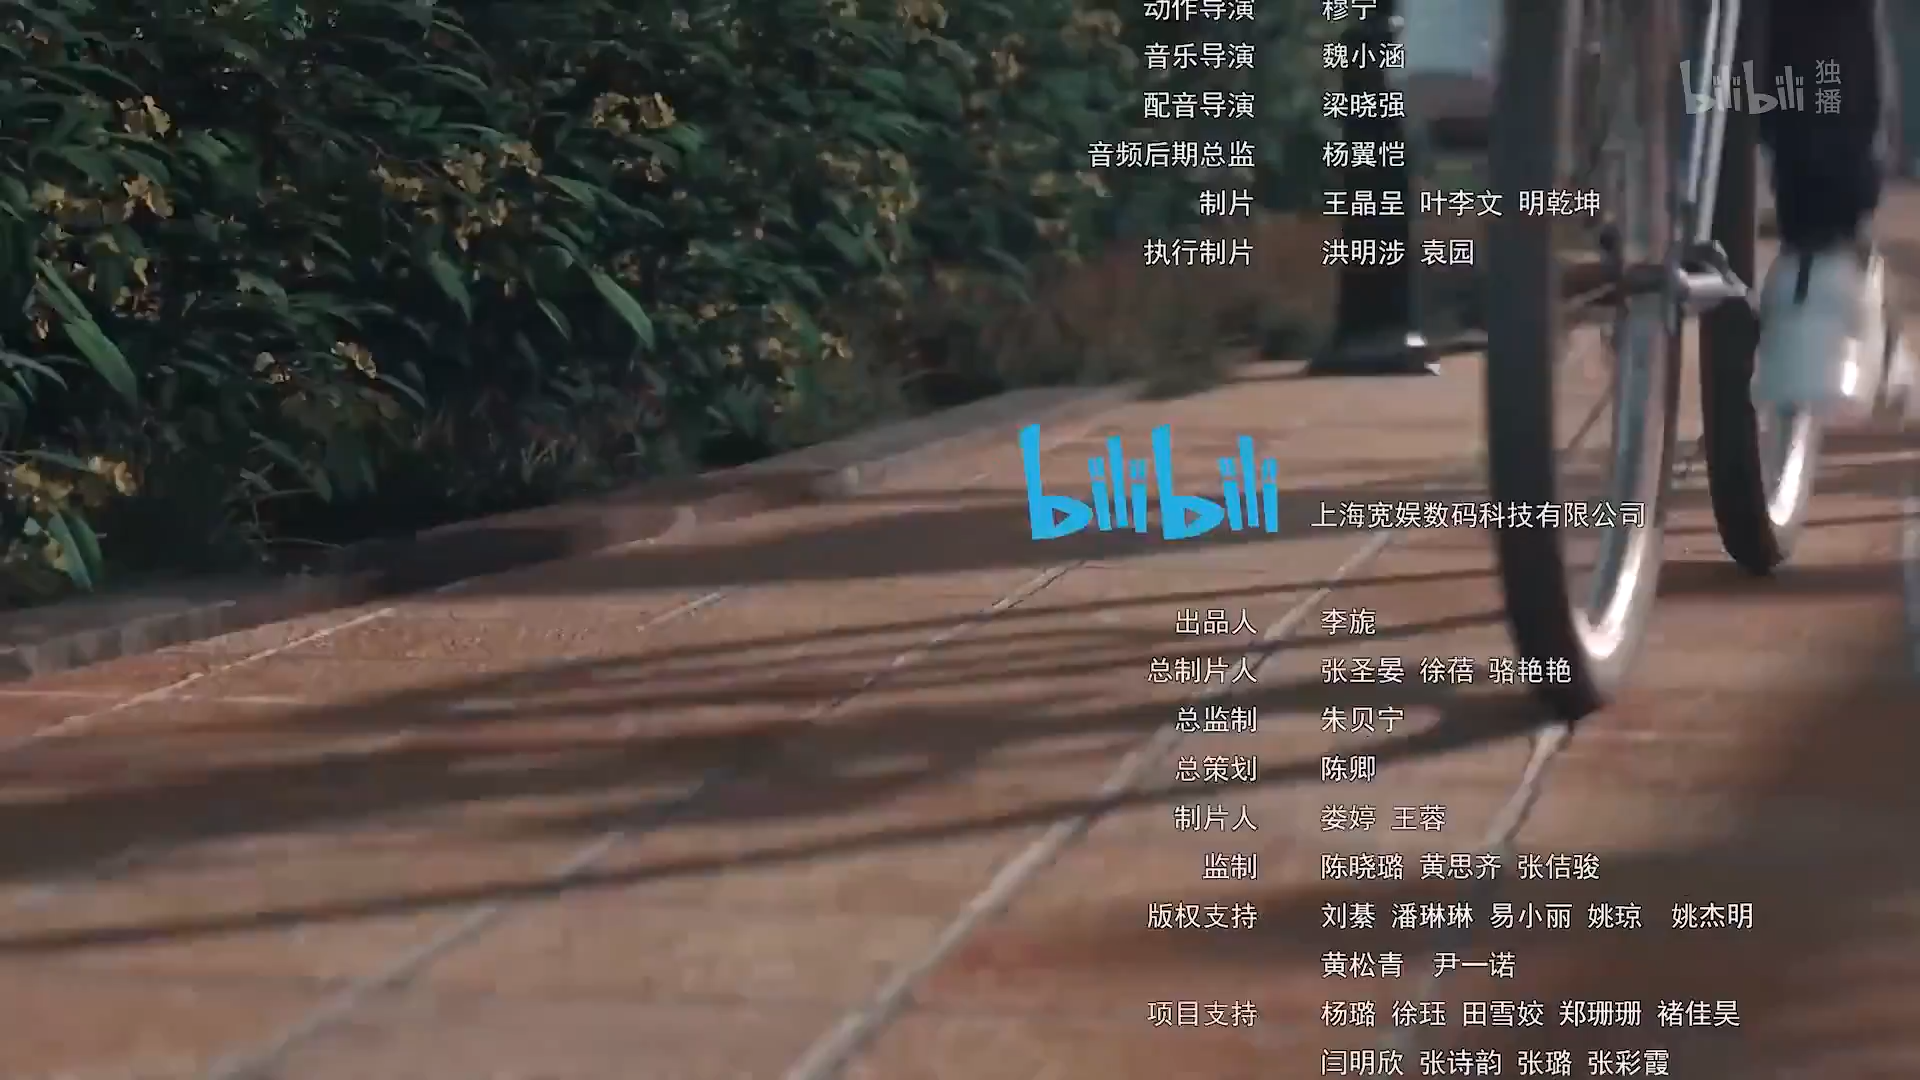 动作导演 穆宁
音乐导演 魏小涵
bilibili 独播
配音导演 梁晓强
音频后期总监 杨翼恺
制片 王晶呈 叶李文 明乾坤
执行制片 洪明涉 袁园
bilibili 上海宽娱数码科技有限公司
出品人 李旎
总制片人 张圣晏 徐蓓 骆艳艳
总监制 朱贝宁
总策划 陈卿
制片人 娄婷 王蓉
监制 陈晓璐 黄思齐 张佶骏
版权支持 刘綦 潘琳琳 易小丽 姚琼 姚杰明
黄松青 尹一诺
项目支持 杨璐 徐珏 田雪姣 郑珊珊 褚佳昊
闫明欣 张诗韵 张璐 张彩霞